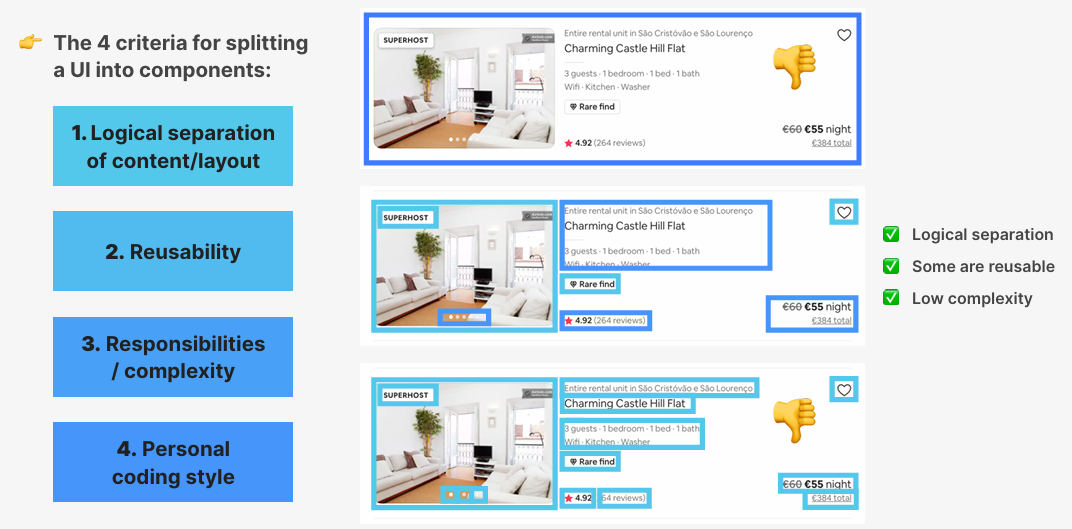 The 4 criteria for splitting
a UI into components:
1. Logical separation
of content/layout
2. Reusability
3. Responsibilities
/ complexity
4. Personal
coding style
SUPERHOST
Entire rental unit in São Cristóvão e São Lourenço
Charming Castle Hill Flat
3 guests · 1 bedroom · 1 bed · 1 bath
Wifi · Kitchen · Washer
Rare find
4.92 (264 reviews)
€60 €55 night
€384 total
SUPERHOST
Entire rental unit in São Cristóvão e São Lourenço
Charming Castle Hill Flat
3 guests · 1 bedroom · 1 bed · 1 bath
Wifi · Kitchen · Washer
Rare find
4.92 (264 reviews)
€60 €55 night
€384 total
Logical separation
Some are reusable
Low complexity
SUPERHOST
Entire rental unit in São Cristóvão e São Lourenço
Charming Castle Hill Flat
3 guests · 1 bedroom · 1 bed · 1 bath
Wifi · Kitchen · Washer
Rare find
4.92 64 reviews)
€60 €55 night
€384 total